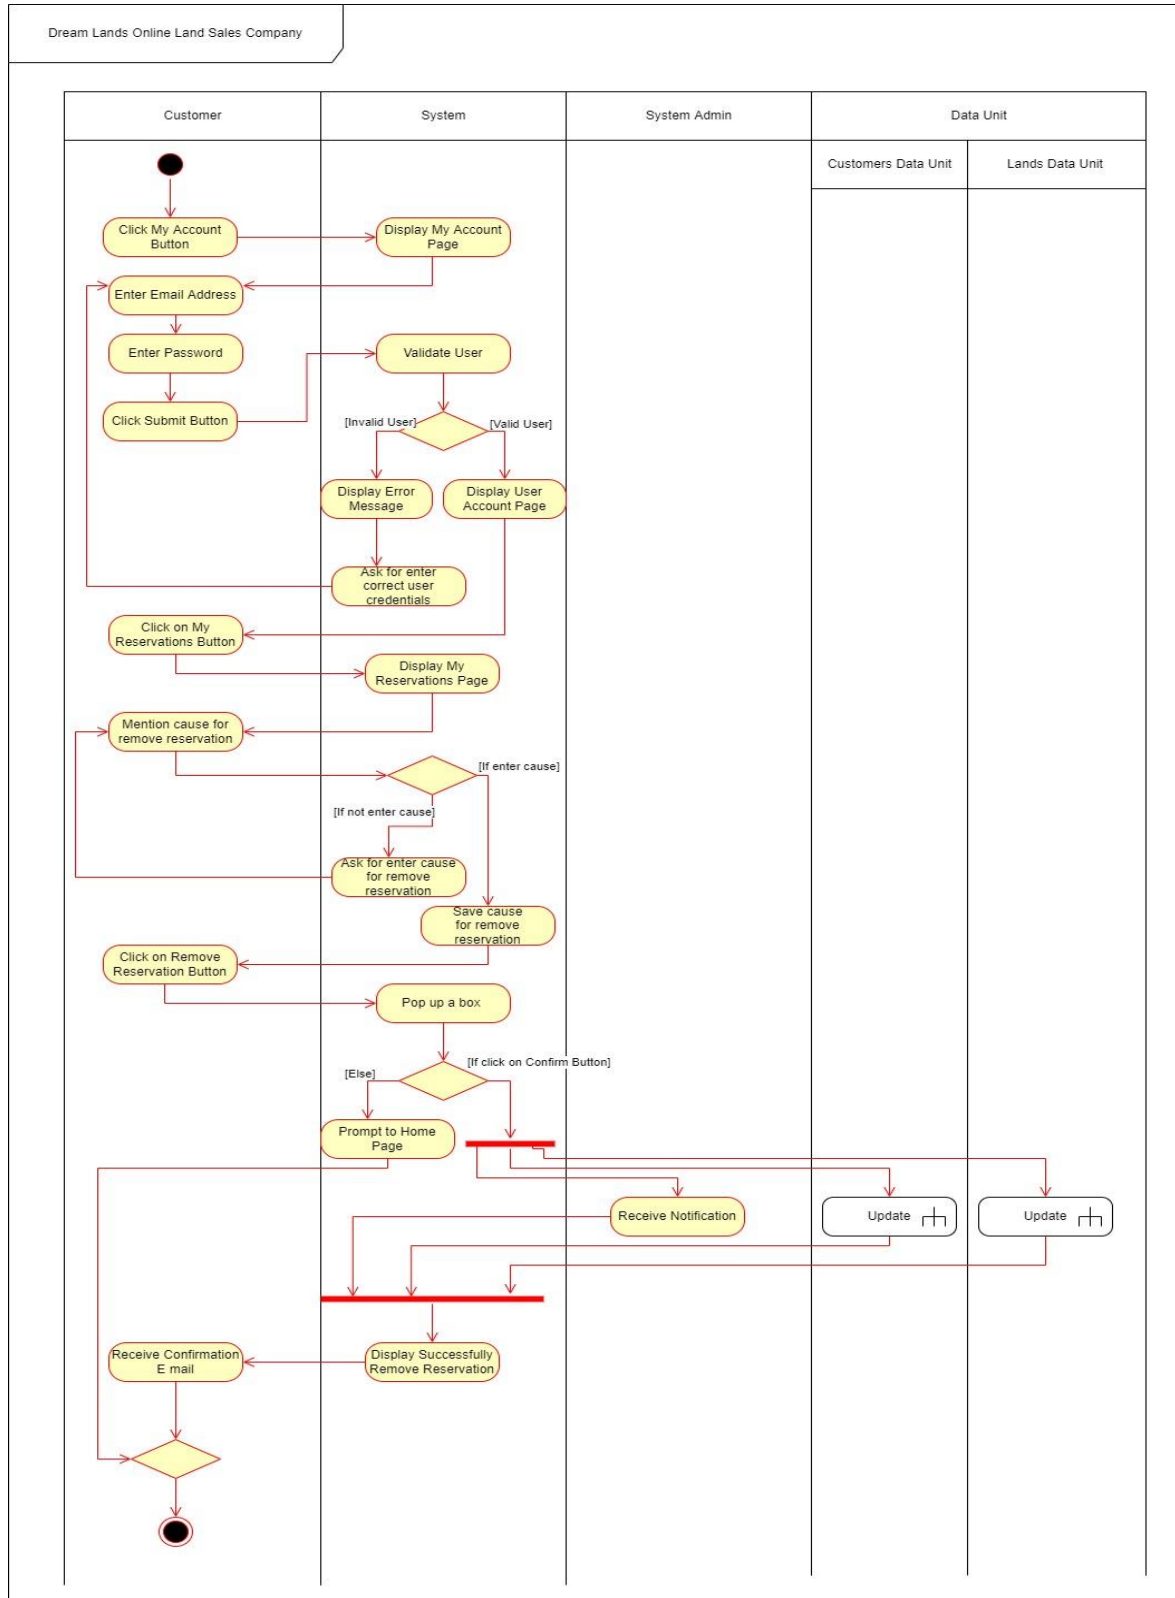 Dream Lands Online Land Sales Company
Customer
System
System Admin
Data Unit
Customers Data Unit
Lands Data Unit
Click My Account
Button
Display My Account
Page
Enter Email Address
Enter Password
Validate User
Click Submit Button
[Invalid User]
[Valid User]
Display Error
Message
Display User
Account Page
Ask for enter
correct user
credentials
Click on My
Reservations Button
Display My
Reservations Page
Mention cause for
remove reservation
[If enter cause]
[If not enter cause]
Ask for enter cause
for remove
reservation
Save cause
for remove
reservation
Click on Remove
Reservation Button
Pop up a box
[If click on Confirm Button]
[Else]
Prompt to Home
Page
Receive Notification
Update
Update
Receive Confirmation
E mail
Display Successfully
Remove Reservation